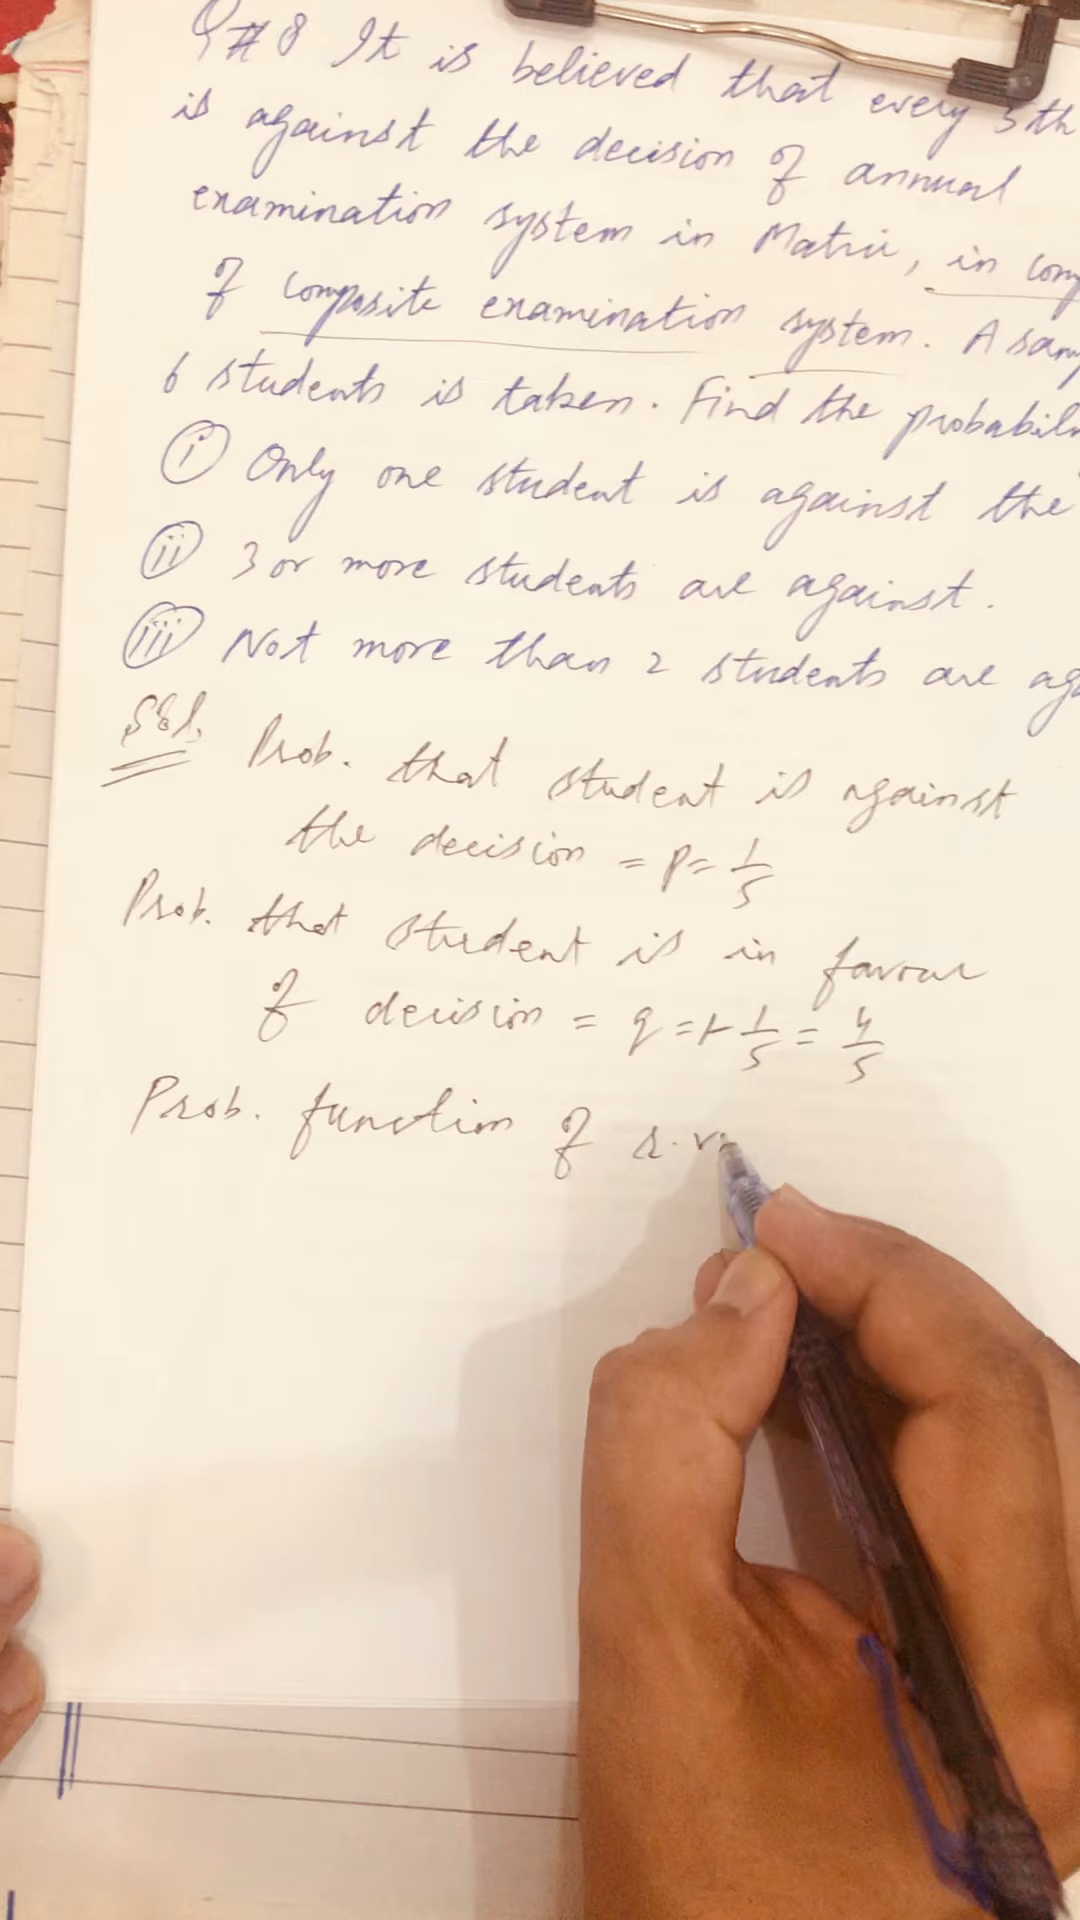 Q#8 It is believed that every 5th
is against the decision of annual
examination system in Matric, in comp
of composite examination system. A sam
6 students is taken. Find the probabil
(i) Only one student is against the
(ii) 3 or more students are against.
(iii) Not more than 2 students are aga
Sol. Prob. that student is against
the decision = p = 1/5
Prob. that student is in favour
of decision = q = 1 - 1/5 = 4/5
Prob. function of r.v